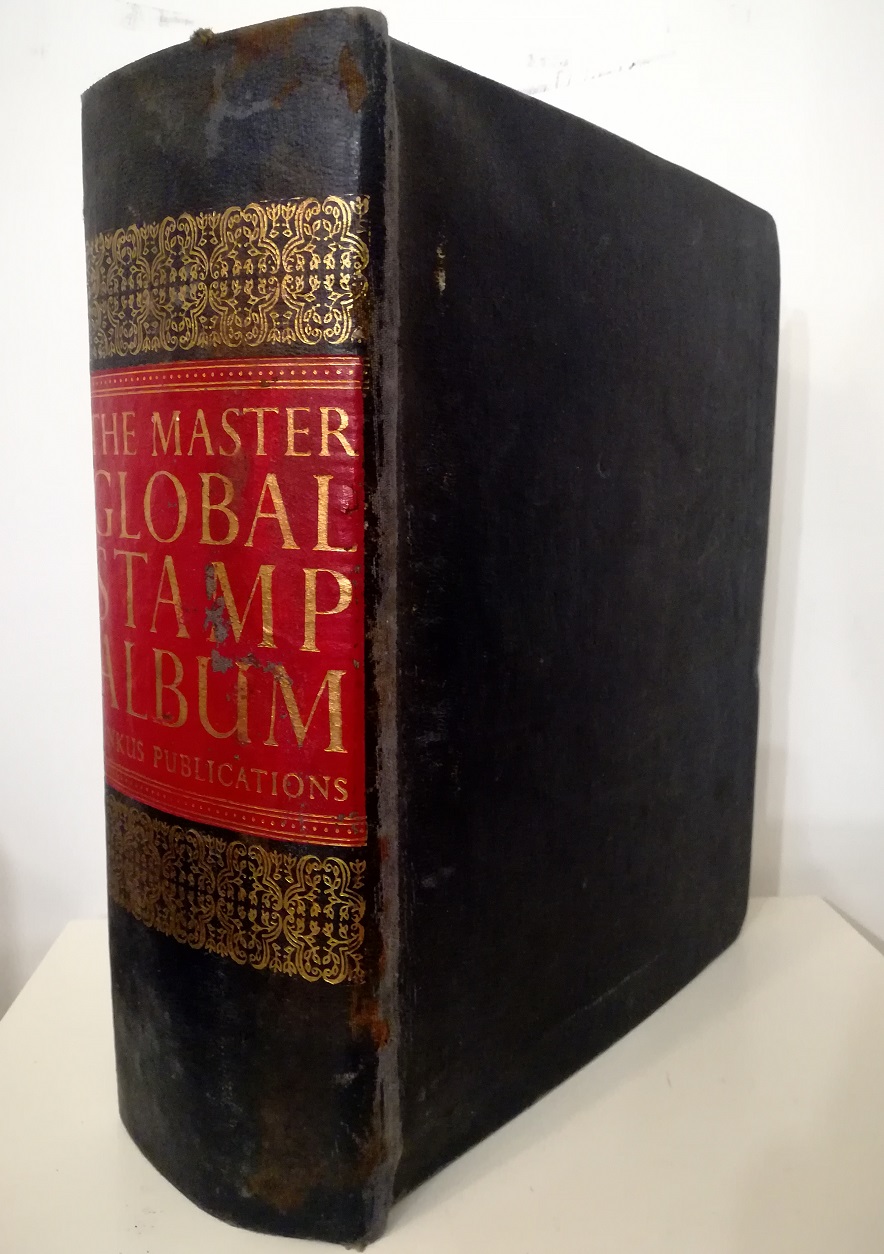 THE MASTER
GLOBAL
STAMP
ALBUM
PUBLICATIONS